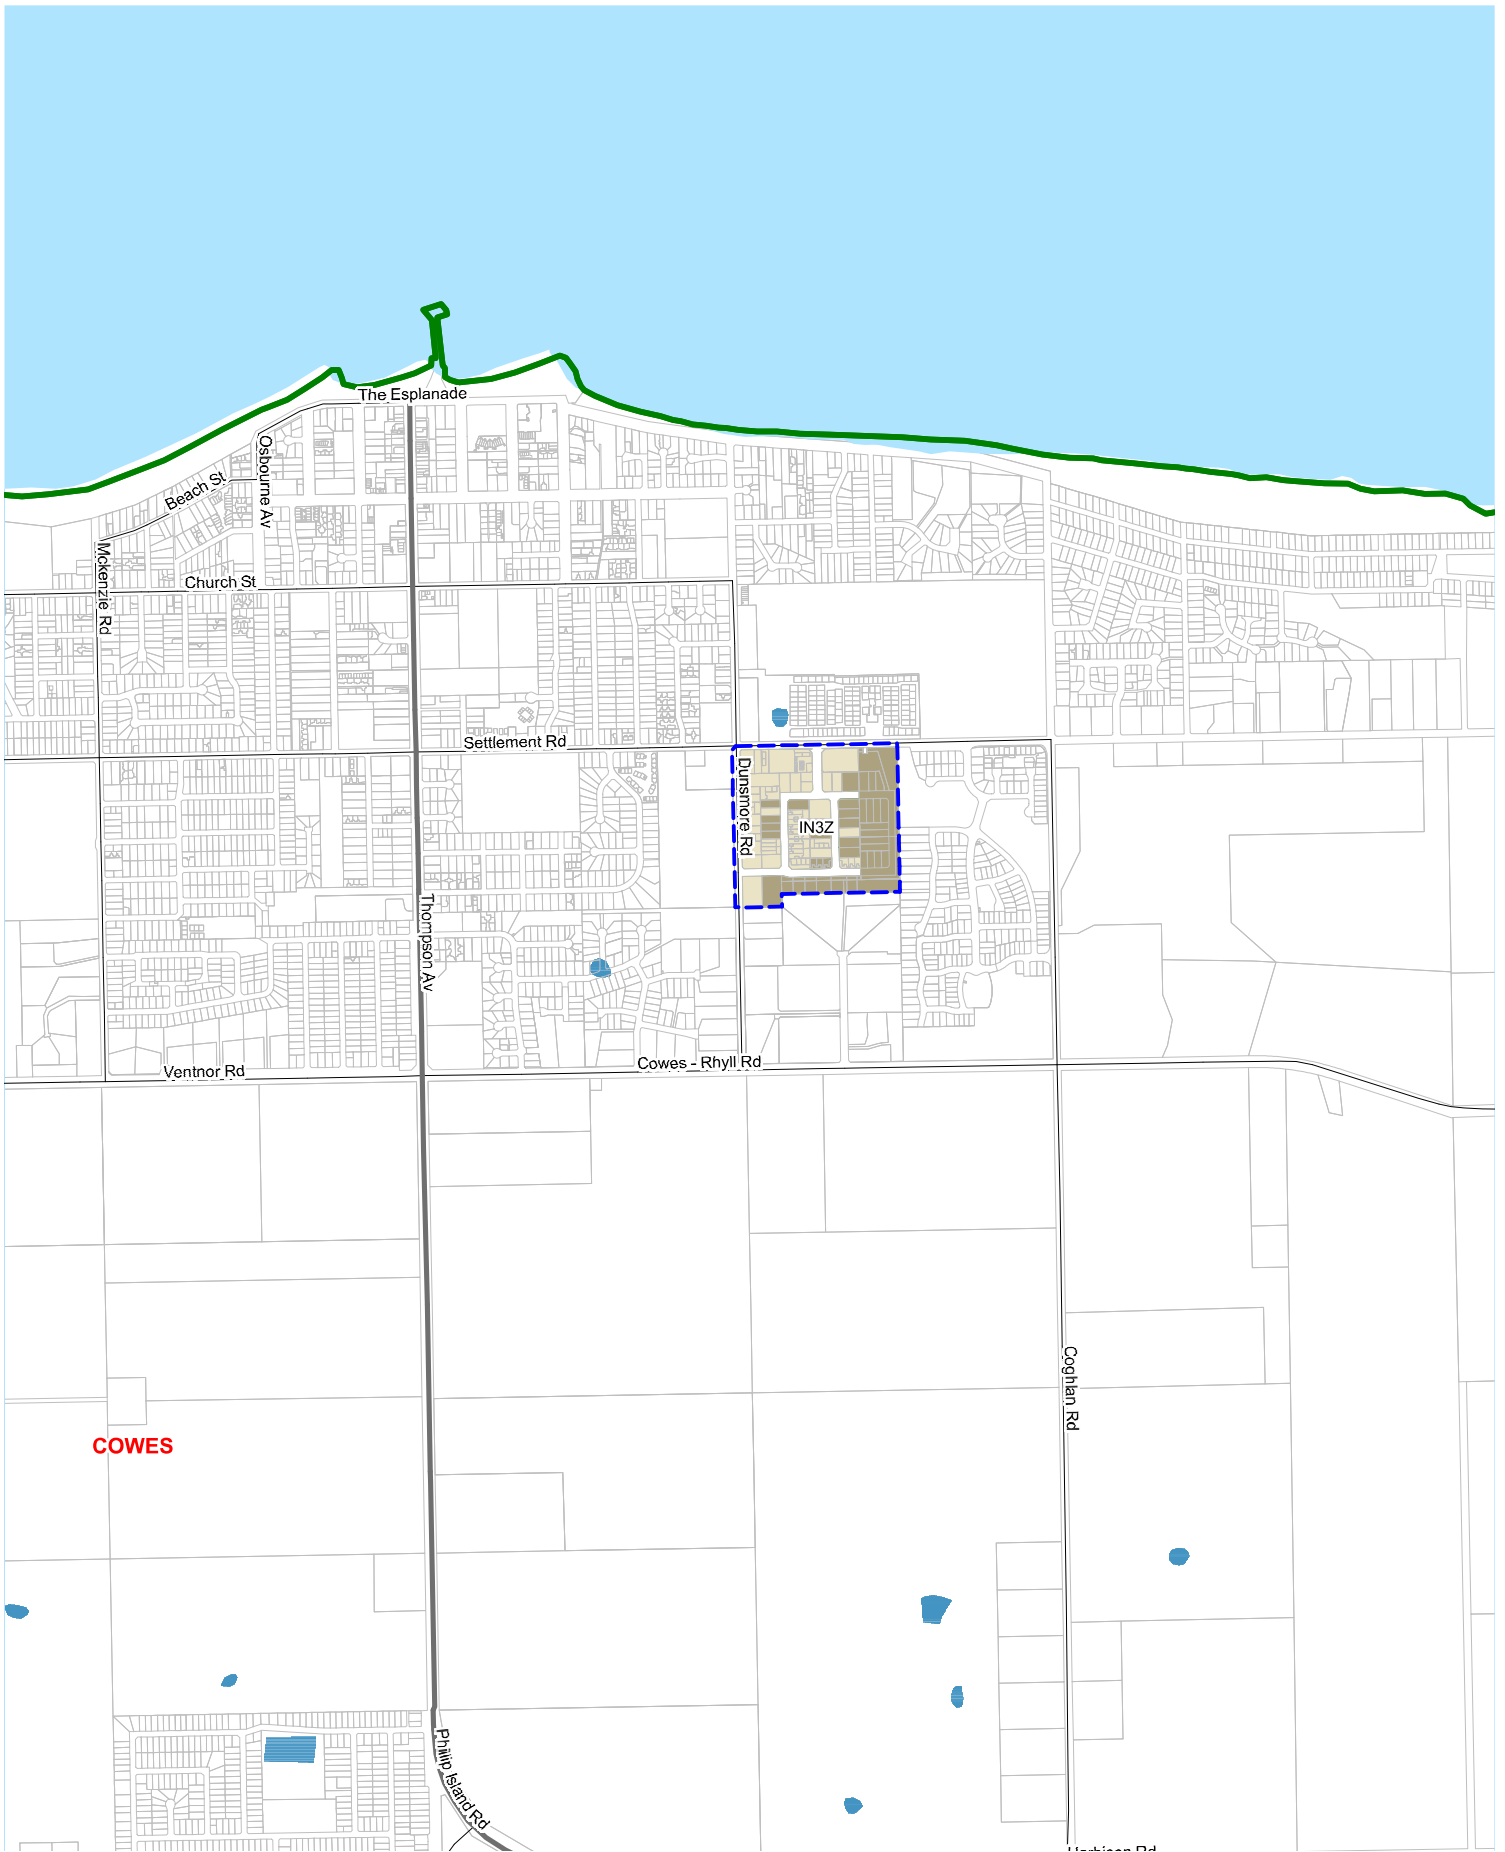 The Esplanade
Osbourne Av
Beach St
Mckenzie Rd
Church St
Settlement Rd
Dunsmore Rd
IN3Z
Thompson Av
Cowes - Rhyll Rd
Ventnor Rd
Coghlan Rd
COWES
Phillip Island Rd